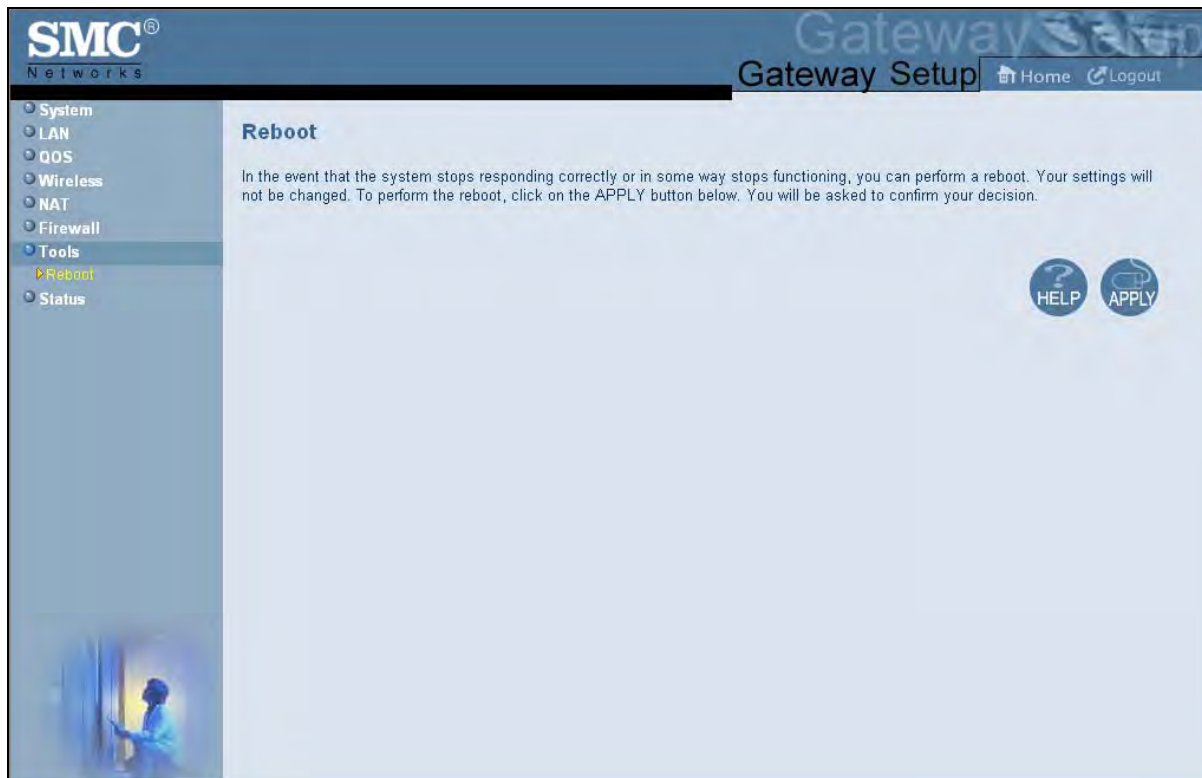 SMC®
Networks
Gateway Setup
Gateway Setup
Home
Logout
System
LAN
QOS
Wireless
NAT
Firewall
Tools
Reboot
Status
Reboot
In the event that the system stops responding correctly or in some way stops functioning, you can perform a reboot. Your settings will
not be changed. To perform the reboot, click on the APPLY button below. You will be asked to confirm your decision.
HELP
APPLY